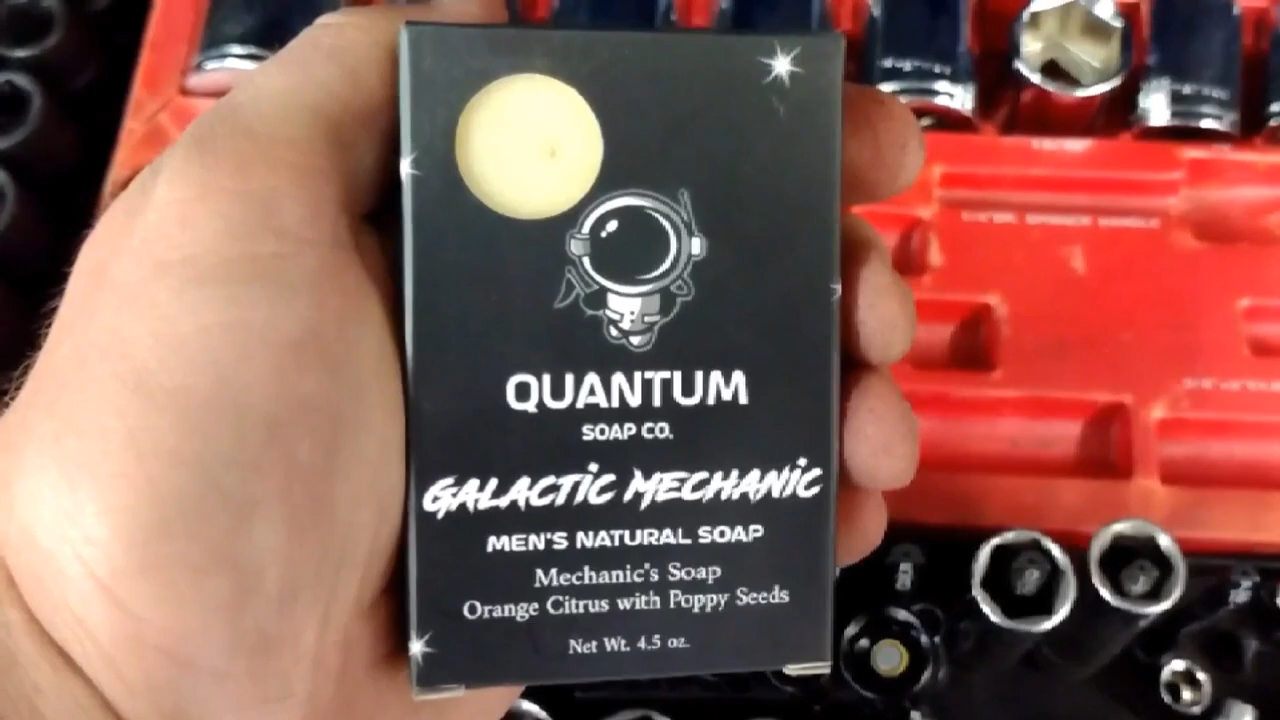 QUANTUM
SOAP CO.
GALACTIC MECHANIC
MEN'S NATURAL SOAP
Mechanic's Soap
Orange Citrus with Poppy Seeds
Net Wt. 4.5 oz.